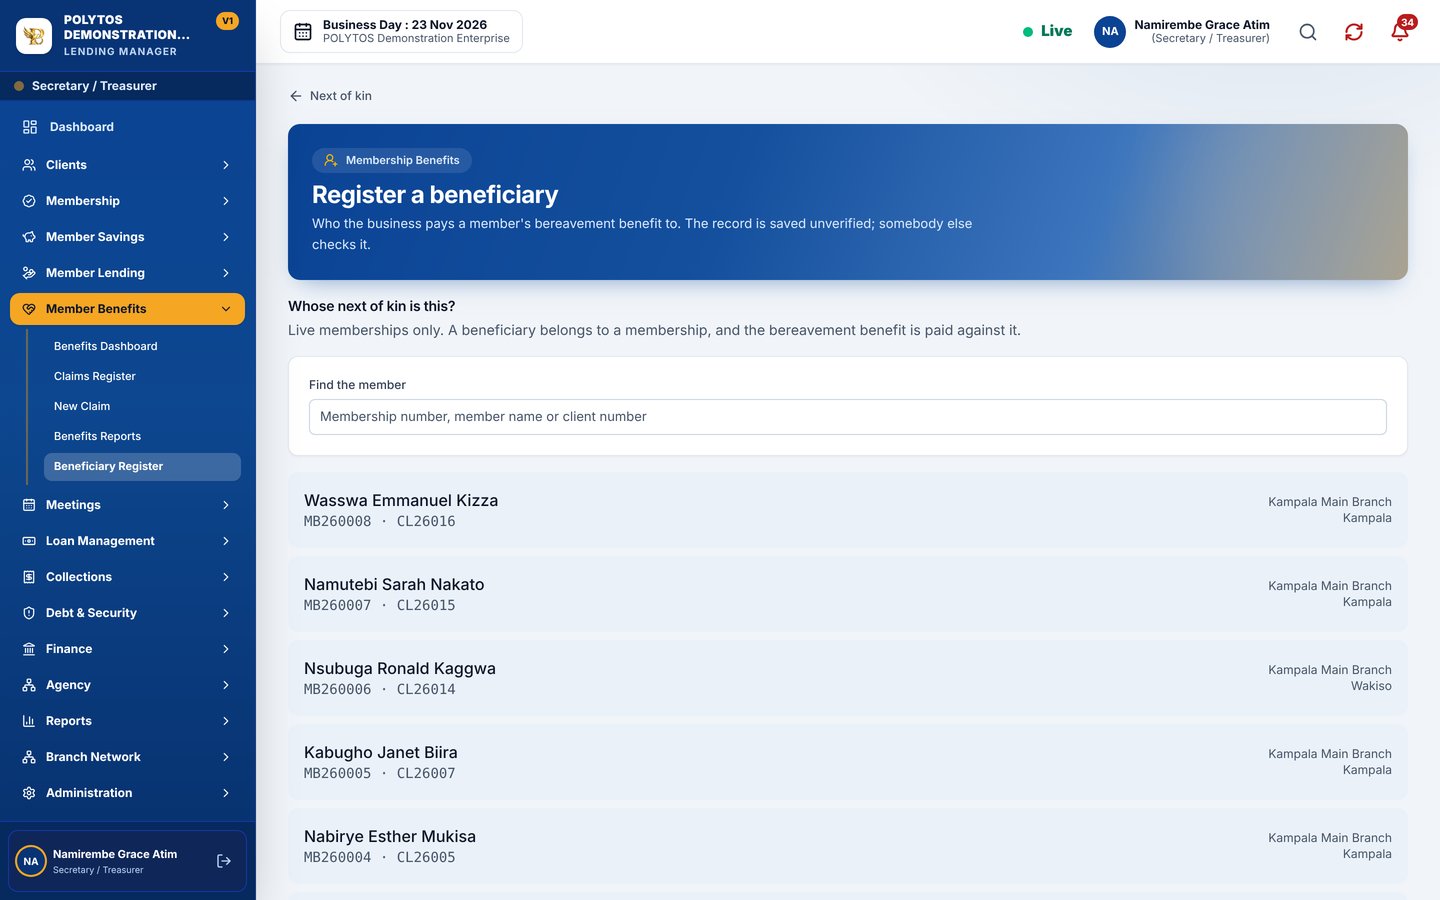 POLYTOS
DEMONSTRATION...
LENDING MANAGER
V1
Secretary / Treasurer
Dashboard
Clients
Membership
Member Savings
Member Lending
Member Benefits
Benefits Dashboard
Claims Register
New Claim
Benefits Reports
Beneficiary Register
Meetings
Loan Management
Collections
Debt & Security
Finance
Agency
Reports
Branch Network
Administration
NA
Namirembe Grace Atim
Secretary / Treasurer
Business Day : 23 Nov 2026
POLYTOS Demonstration Enterprise
Live
NA
Namirembe Grace Atim
(Secretary / Treasurer)
34
Next of kin
Membership Benefits
Register a beneficiary
Who the business pays a member's bereavement benefit to. The record is saved unverified; somebody else
checks it.
Whose next of kin is this?
Live memberships only. A beneficiary belongs to a membership, and the bereavement benefit is paid against it.
Find the member
Membership number, member name or client number
Wasswa Emmanuel Kizza
MB260008 · CL26016
Kampala Main Branch
Kampala
Namutebi Sarah Nakato
MB260007 · CL26015
Kampala Main Branch
Kampala
Nsubuga Ronald Kaggwa
MB260006 · CL26014
Kampala Main Branch
Wakiso
Kabugho Janet Biira
MB260005 · CL26007
Kampala Main Branch
Kampala
Nabirye Esther Mukisa
MB260004 · CL26005
Kampala Main Branch
Kampala